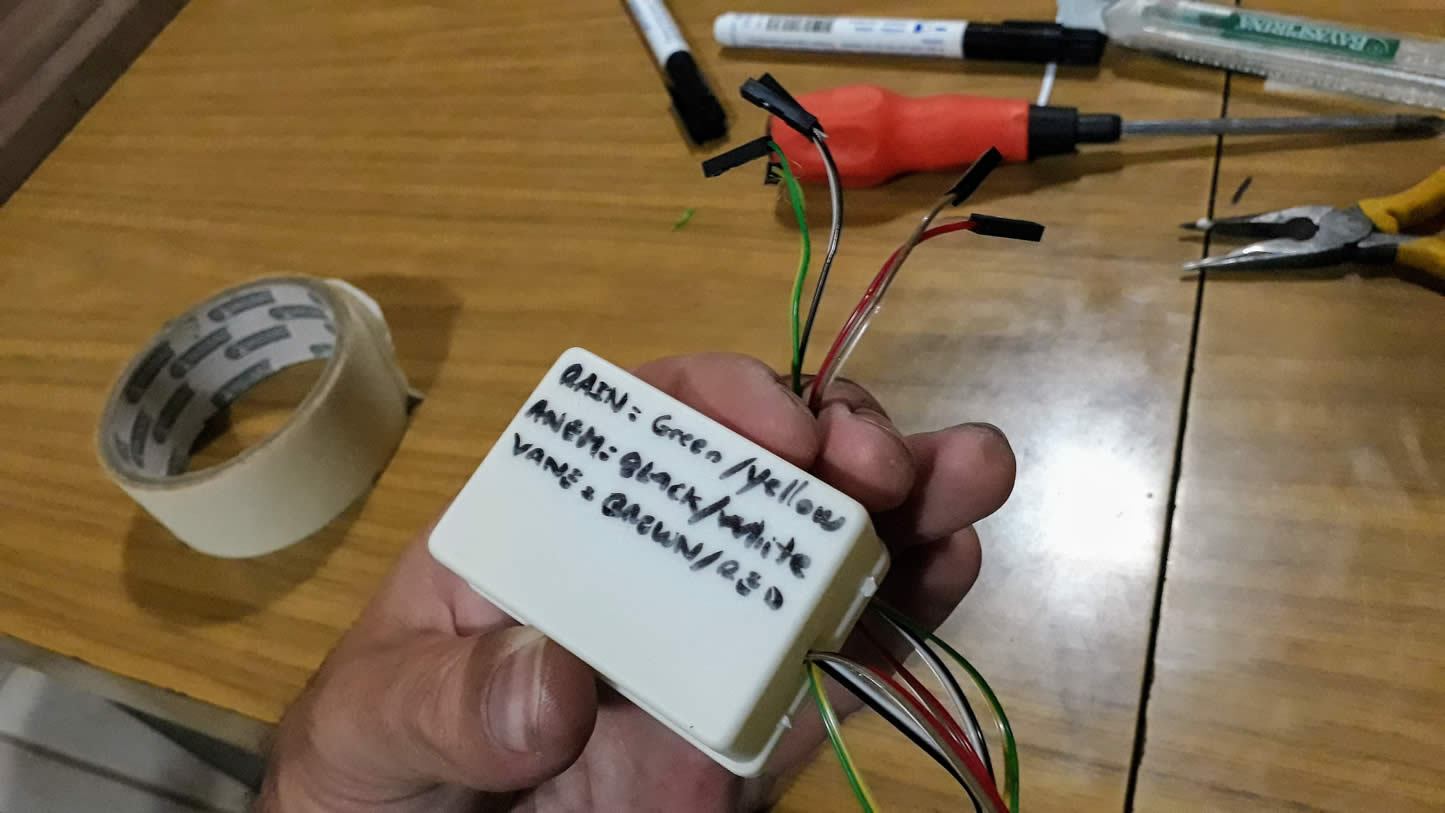 RAIN= Green/yellow
ANEM= BLACK/white
VANE= BROWN/RED